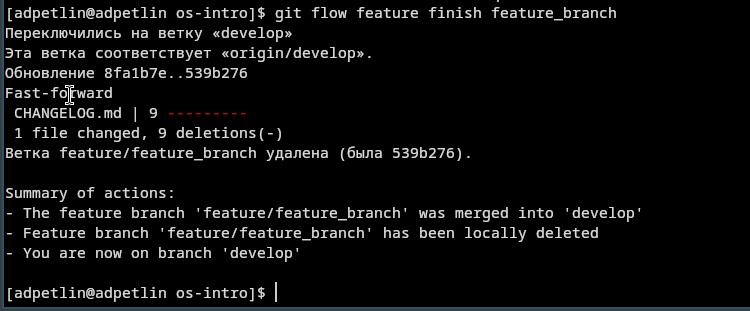 [adpetlin@adpetlin os-intro]$ git flow feature finish feature_branch
Переключились на ветку «develop»
Эта ветка соответствует «origin/develop».
Обновление 8fa1b7e..539b276
Fast-forward
 CHANGELOG.md | 9 ---------
 1 file changed, 9 deletions(-)
Ветка feature/feature_branch удалена (была 539b276).

Summary of actions:
- The feature branch 'feature/feature_branch' was merged into 'develop'
- Feature branch 'feature/feature_branch' has been locally deleted
- You are now on branch 'develop'

[adpetlin@adpetlin os-intro]$